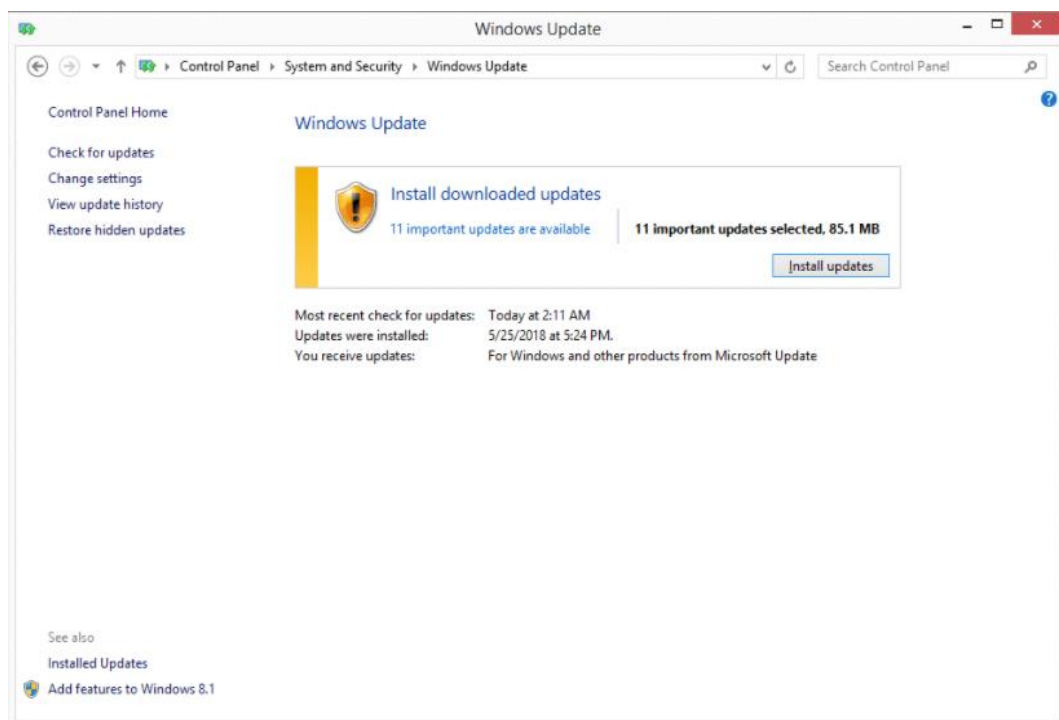 Windows Update
Control Panel System and Security Windows Update
Search Control Panel
Control Panel Home
Check for updates
Change settings
View update history
Restore hidden updates
Windows Update
Install downloaded updates
11 important updates are available
11 important updates selected, 85.1 MB
Install updates
Most recent check for updates: Today at 2:11 AM
Updates were installed: 5/25/2018 at 5:24 PM.
You receive updates: For Windows and other products from Microsoft Update
See also
Installed Updates
Add features to Windows 8.1